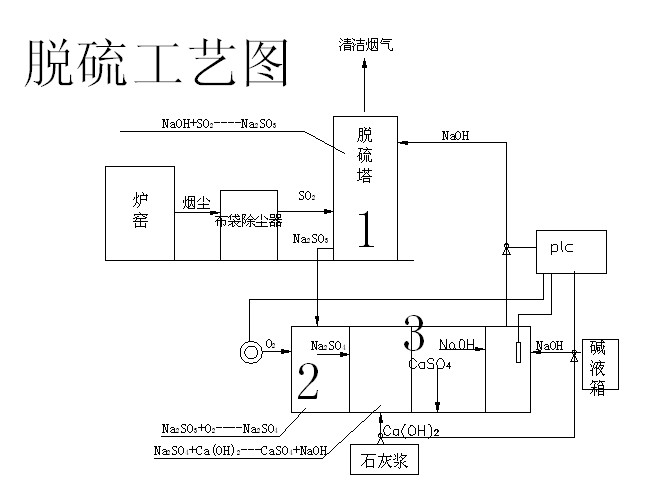 清洁烟气
脱硫工艺图
NaOH+SO₂----Na₂SO₃
脱硫塔
NaOH
炉窑
烟尘
布袋除尘器
SO₂
1
Na₂SO₃
plc
3
O₂
Na₂SO₄
NaOH
NaOH
碱液箱
CaSO₄
2
Na₂SO₃+O₂----Na₂SO₄
Ca(OH)₂
Na₂SO₄+Ca(OH)₂---CaSO₄+NaOH
石灰浆